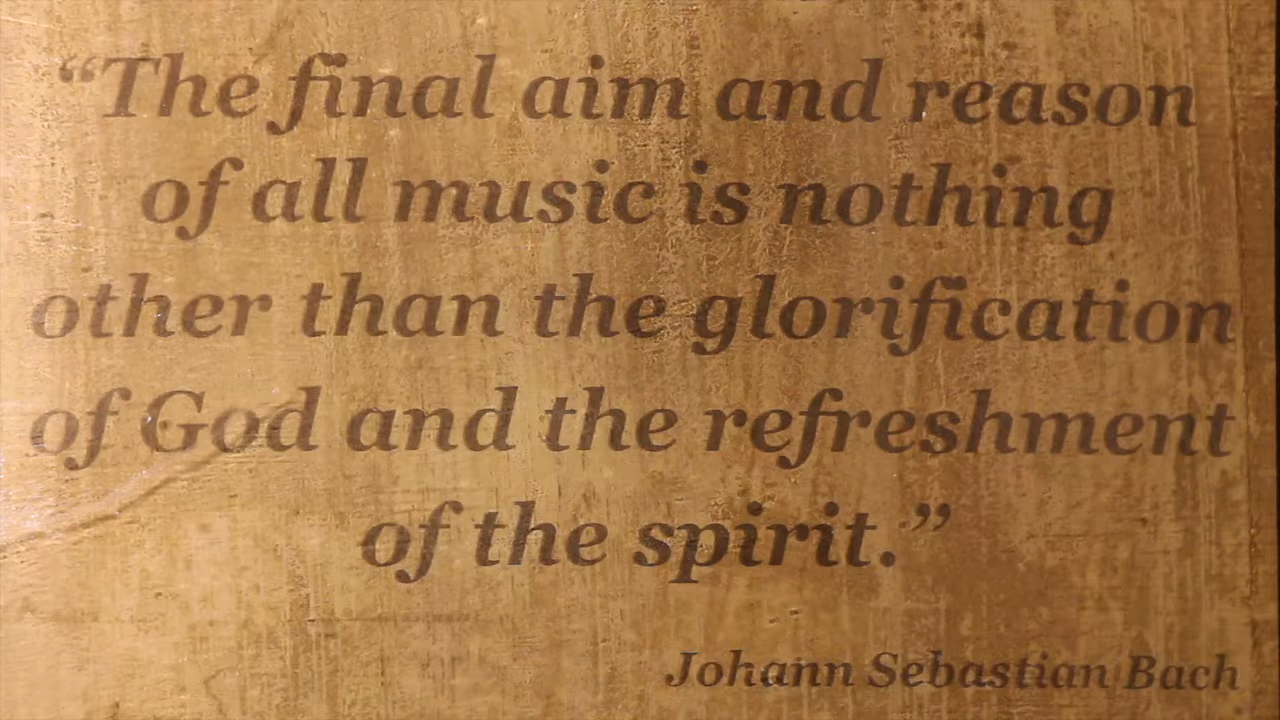 “The final aim and reason
of all music is nothing
other than the glorification
of God and the refreshment
of the spirit.”
Johann Sebastian Bach